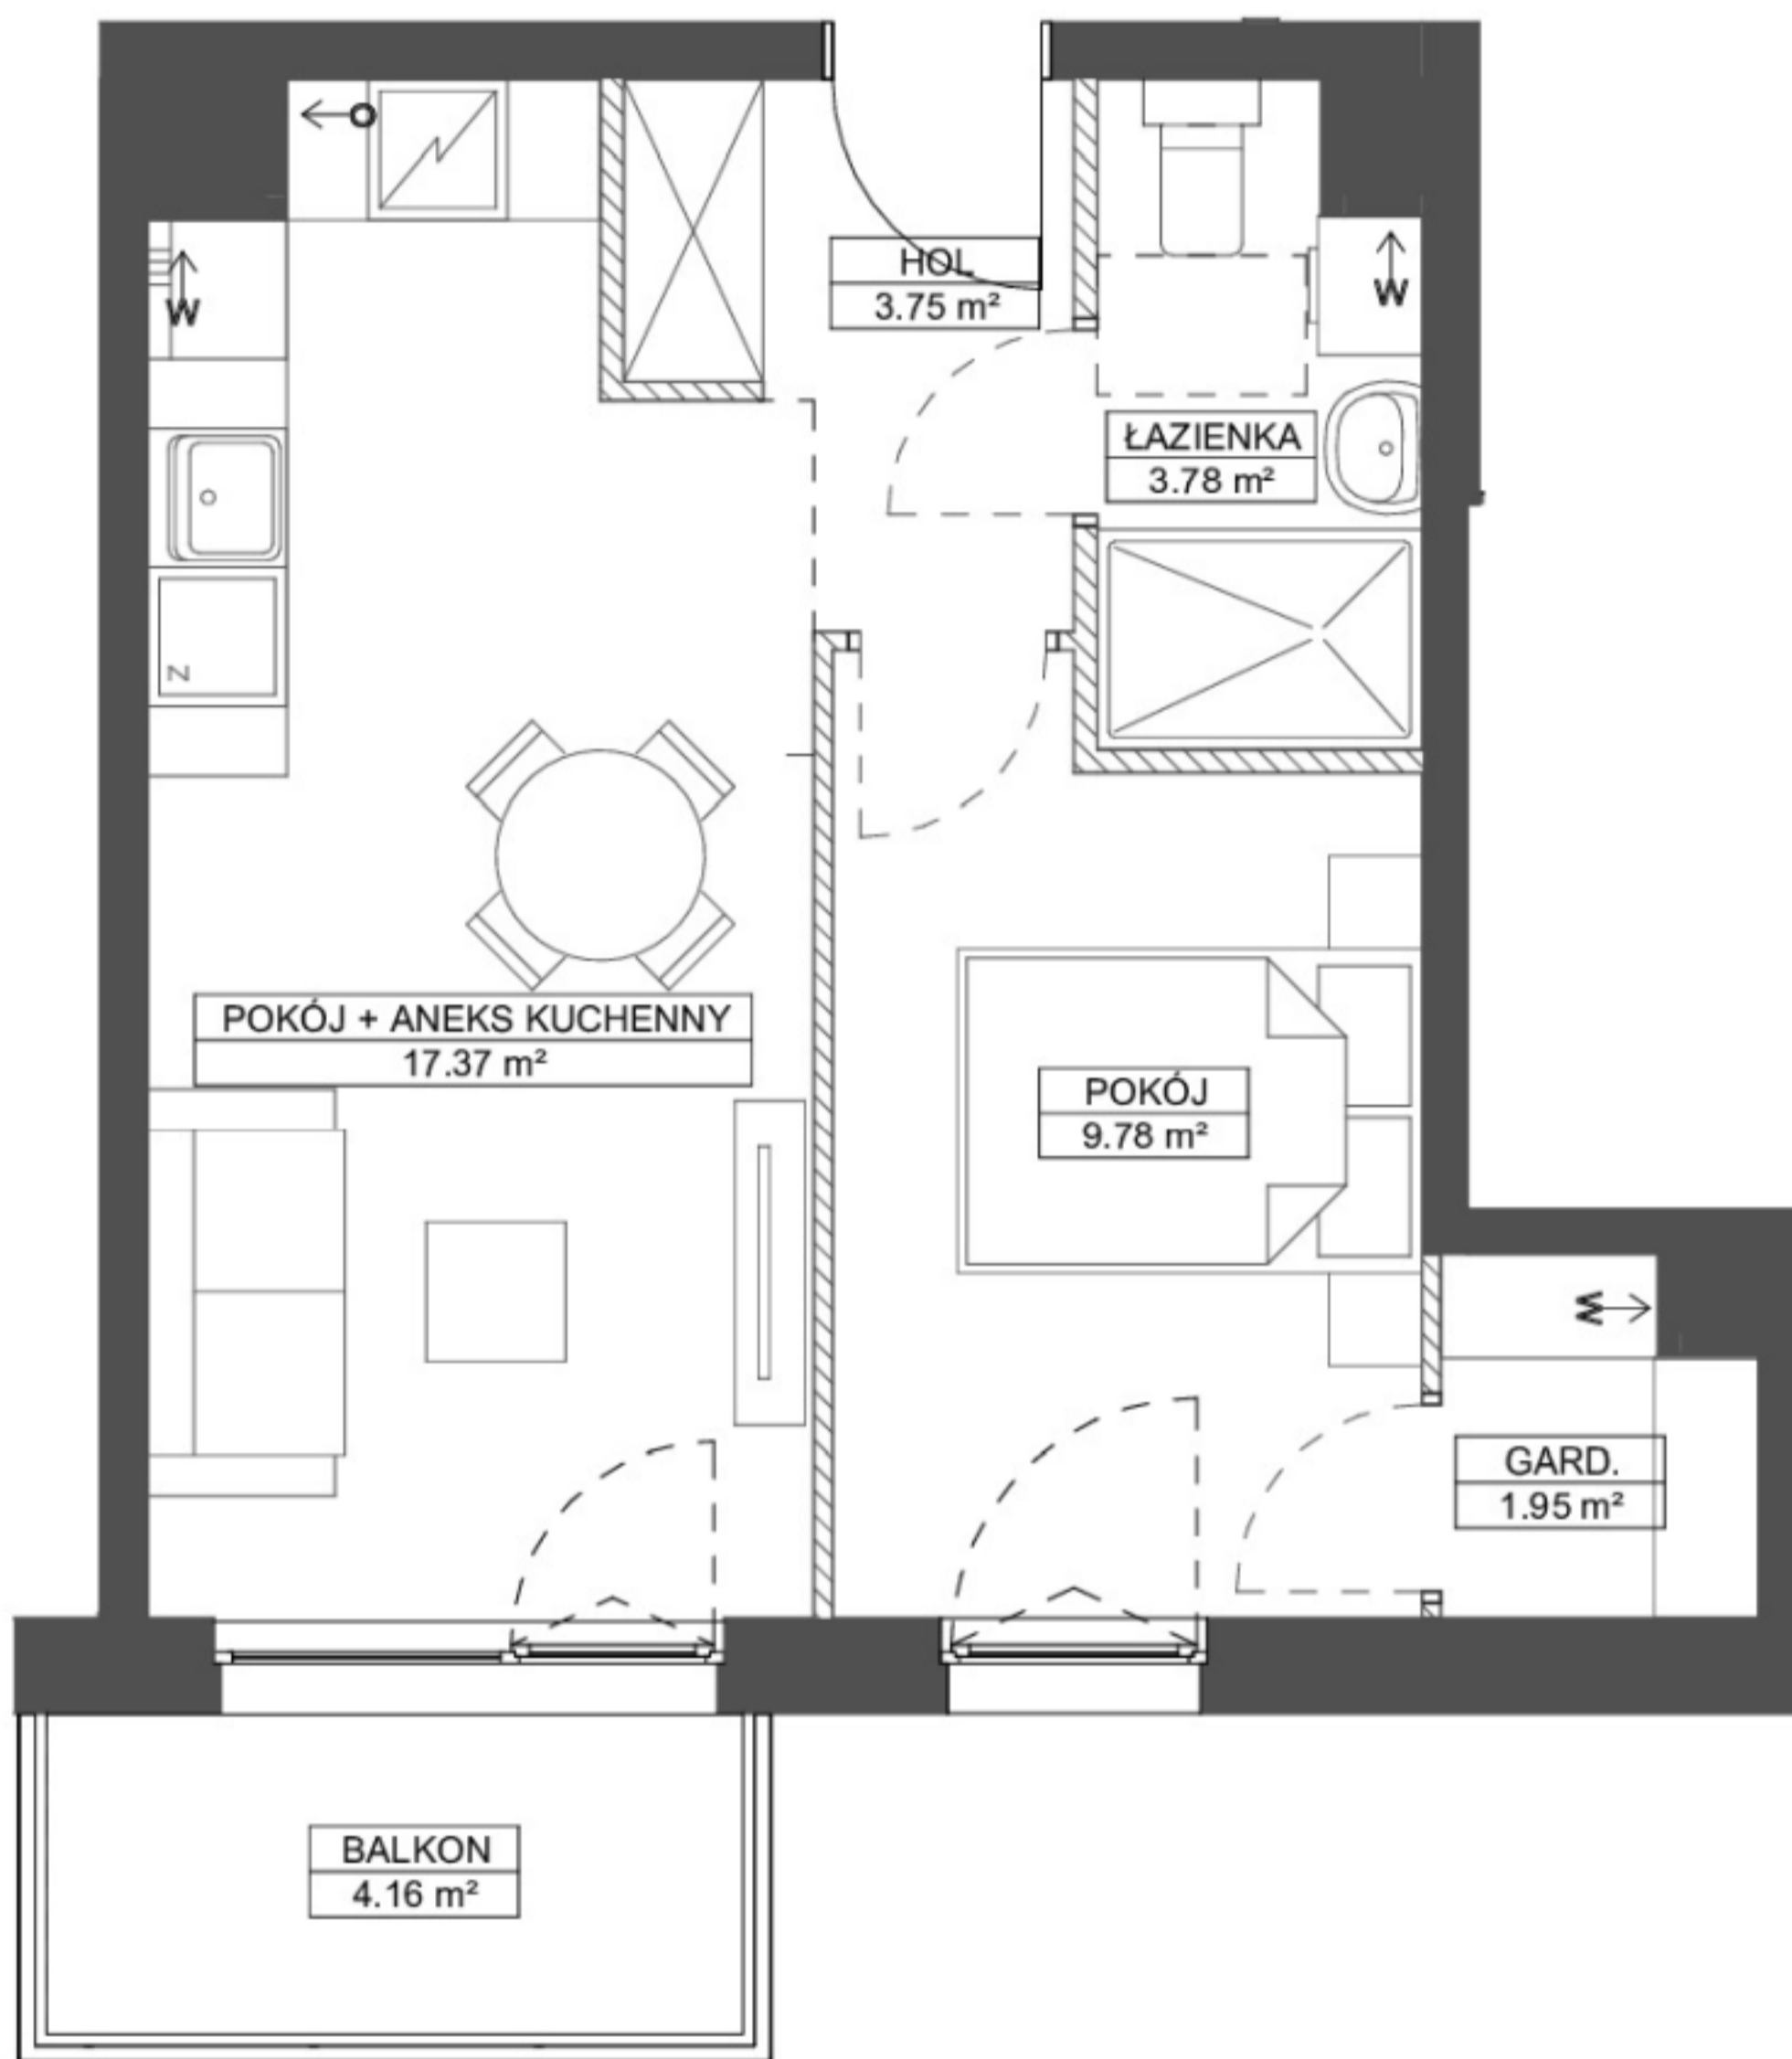 O
W
HOL
3.75 m²
W
ŁAZIENKA
3.78 m²
Z
POKÓJ + ANEKS KUCHENNY
17.37 m²
POKÓJ
9.78 m²
W
GARD.
1.95 m²
BALKON
4.16 m²